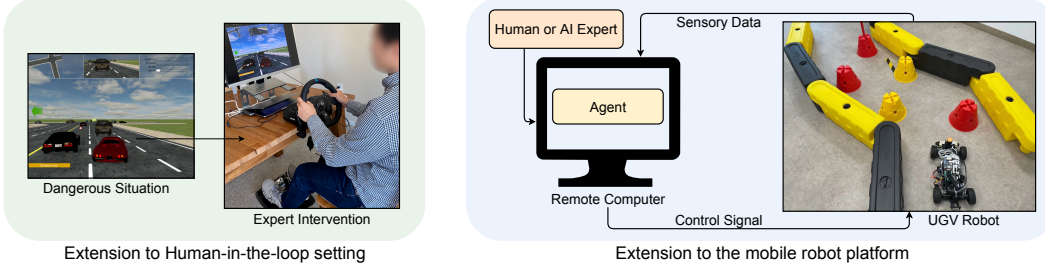 Dangerous Situation
Expert Intervention
Extension to Human-in-the-loop setting
Human or AI Expert
Sensory Data
Agent
Remote Computer
Control Signal
UGV Robot
Extension to the mobile robot platform